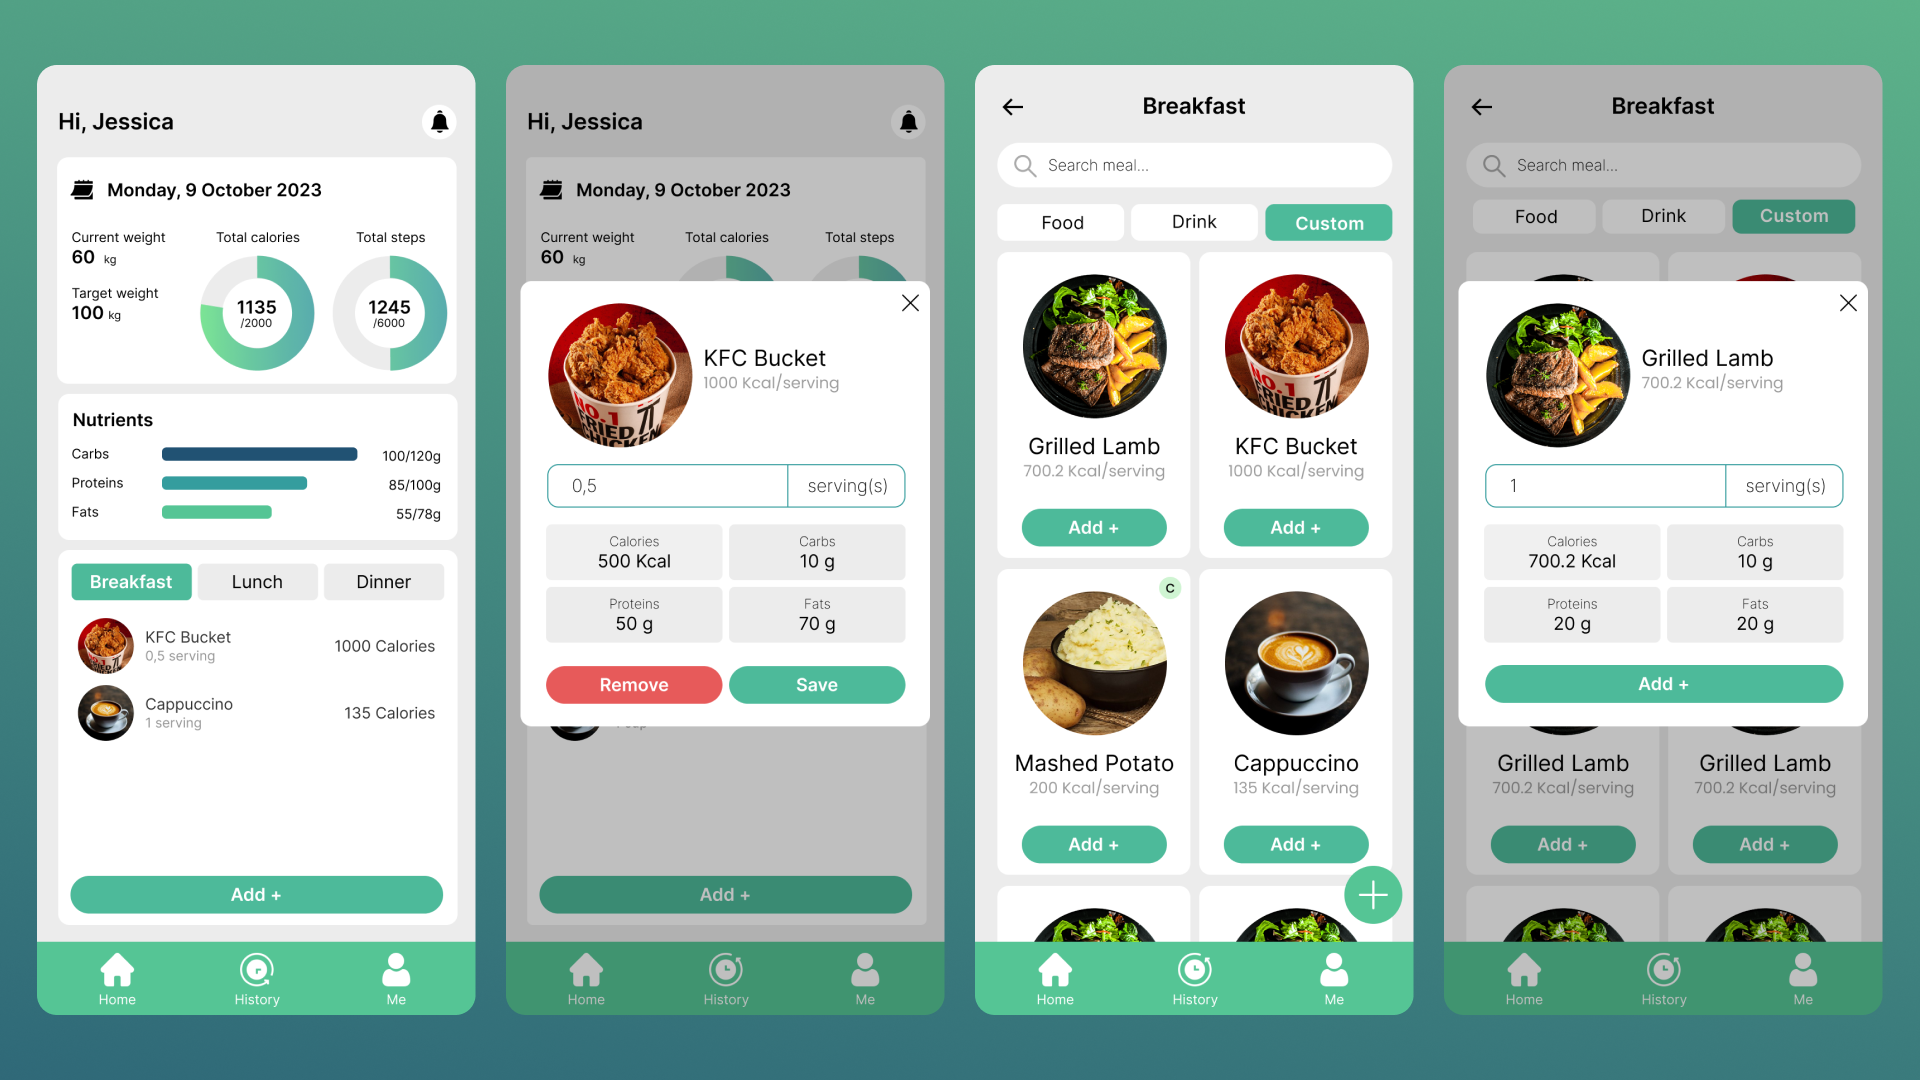 Hi, Jessica
Monday, 9 October 2023
Current weight
60 kg
Target weight
100 kg
Total calories
1135
/2000
Total steps
1245
/6000
Nutrients
Carbs
100/120g
Proteins
85/100g
Fats
55/78g
Breakfast
Lunch
Dinner
KFC Bucket
0,5 serving
1000 Calories
Cappuccino
1 serving
135 Calories
Add +
Home
History
Me
Hi, Jessica
Monday, 9 October 2023
Current weight
60 kg
Total calories
Total steps
KFC Bucket
1000 Kcal/serving
NO.1
FRIED
CHICKEN
0,5
serving(s)
Calories
500 Kcal
Carbs
10 g
Proteins
50 g
Fats
70 g
Remove
Save
Add +
Home
History
Me
Breakfast
Search meal...
Food
Drink
Custom
Grilled Lamb
700.2 Kcal/serving
Add +
NO.1
FRIED
CHICKEN
KFC Bucket
1000 Kcal/serving
Add +
C
Mashed Potato
200 Kcal/serving
Add +
Cappuccino
135 Kcal/serving
Add +
Home
History
Me
Breakfast
Search meal...
Food
Drink
Custom
Grilled Lamb
700.2 Kcal/serving
1
serving(s)
Calories
700.2 Kcal
Carbs
10 g
Proteins
20 g
Fats
20 g
Add +
Grilled Lamb
700.2 Kcal/serving
Add +
Grilled Lamb
700.2 Kcal/serving
Add +
Home
History
Me